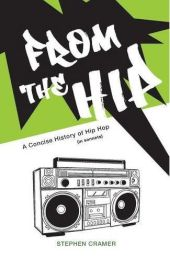 FROM
THE
HIP
A Concise History of Hip Hop
(in sonnets)
STEPHEN CRAMER